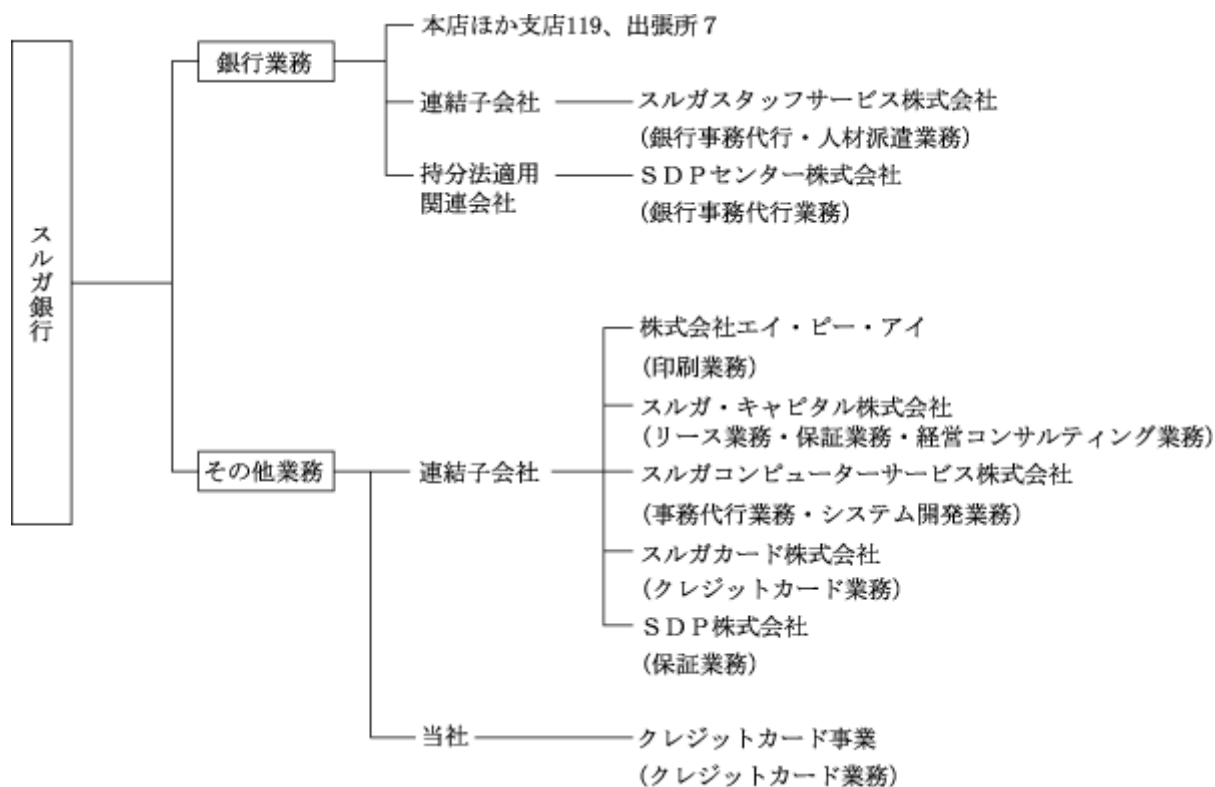 本店ほか支店119、出張所7
銀行業務
連結子会社
スルガスタッフサービス株式会社
(銀行事務代行・人材派遣業務)
持分法適用
関連会社
SDPセンター株式会社
(銀行事務代行業務)
スルガ銀行
株式会社エイ・ピー・アイ
(印刷業務)
スルガ・キャピタル株式会社
(リース業務・保証業務・経営コンサルティング業務)
その他業務
連結子会社
スルガコンピューターサービス株式会社
(事務代行業務・システム開発業務)
スルガカード株式会社
(クレジットカード業務)
SDP株式会社
(保証業務)
当社
クレジットカード事業
(クレジットカード業務)